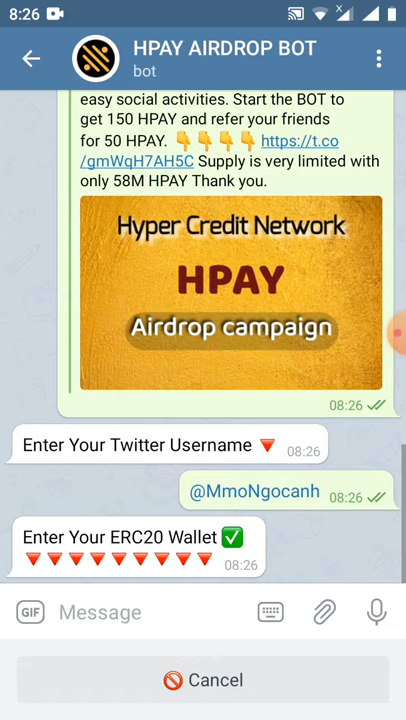 8:26
HPAY AIRDROP BOT
bot
easy social activities. Start the BOT to
get 150 HPAY and refer your friends
for 50 HPAY. 👇👇👇👇 https://t.co
/gmWqH7AH5C Supply is very limited with
only 58M HPAY Thank you.
Hyper Credit Network
HPAY
Airdrop campaign
08:26
Enter Your Twitter Username 🔻
08:26
@MmoNgocanh
08:26
Enter Your ERC20 Wallet ✅
🔻🔻🔻🔻🔻🔻🔻🔻🔻
08:26
GIF
Message
🚫 Cancel